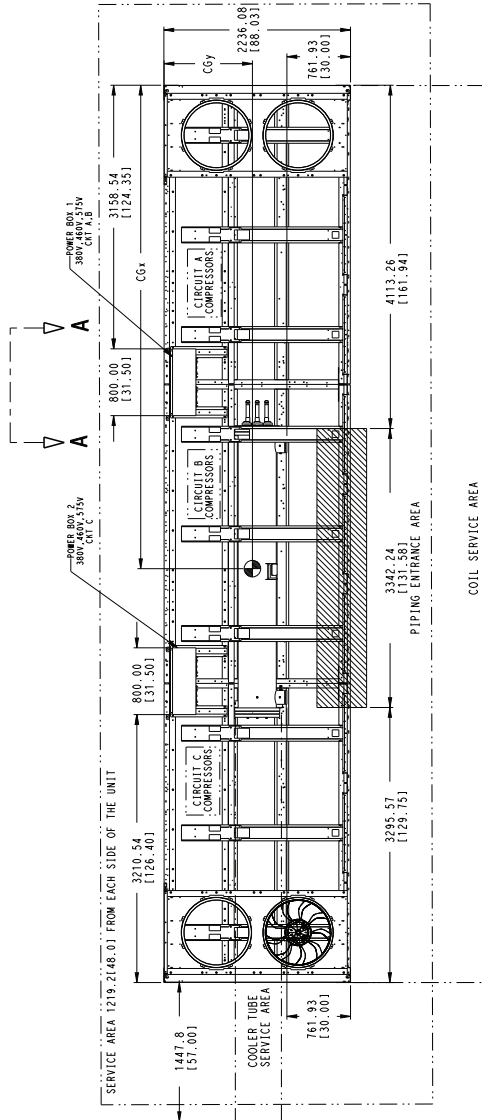 2236.08
[88.03]
CGy
761.93
[30.00]
3158.54
[124.35]
CGx
4113.26
[161.94]
POWER BOX 1
380V,460V,575V
CKT A,B
A
A
800.00
[31.50]
CIRCUIT A
COMPRESSORS
CIRCUIT B
COMPRESSORS
POWER BOX 2
380V,460V,575V
CKT C
800.00
[31.50]
3342.24
[131.58]
PIPING ENTRANCE AREA
COIL SERVICE AREA
CIRCUIT C
COMPRESSORS
3210.54
[126.40]
3295.57
[129.75]
SERVICE AREA 1219.2[48.0] FROM EACH SIDE OF THE UNIT
1447.8
[57.00]
COOLER TUBE
SERVICE AREA
761.93
[30.00]